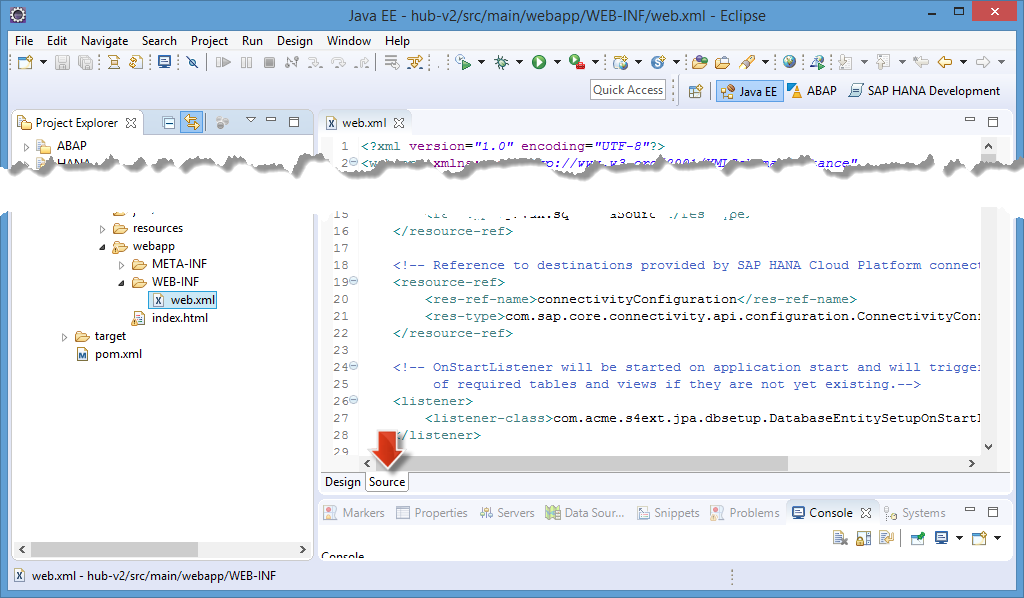 Java EE - hub-v2/src/main/webapp/WEB-INF/web.xml - Eclipse
File Edit Navigate Search Project Run Design Window Help
Quick Access Java EE ABAP SAP HANA Development
Project Explorer
ABAP
HANA
resources
webapp
META-INF
WEB-INF
web.xml
index.html
target
pom.xml
web.xml
1 <?xml version="1.0" encoding="UTF-8"?>
2
15
16 </resource-ref>
17
18 <!-- Reference to destinations provided by SAP HANA Cloud Platform connect
19 <resource-ref>
20 <res-ref-name>connectivityConfiguration</res-ref-name>
21 <res-type>com.sap.core.connectivity.api.configuration.ConnectivityCon
22 </resource-ref>
23
24 <!-- OnStartListener will be started on application start and will trigger
25 of required tables and views if they are not yet existing.-->
26 <listener>
27 <listener-class>com.acme.s4ext.jpa.dbsetup.DatabaseEntitySetupOnStart
28 </listener>
29
Design Source
Markers Properties Servers Data Sour... Snippets Problems Console Systems
Console
web.xml - hub-v2/src/main/webapp/WEB-INF